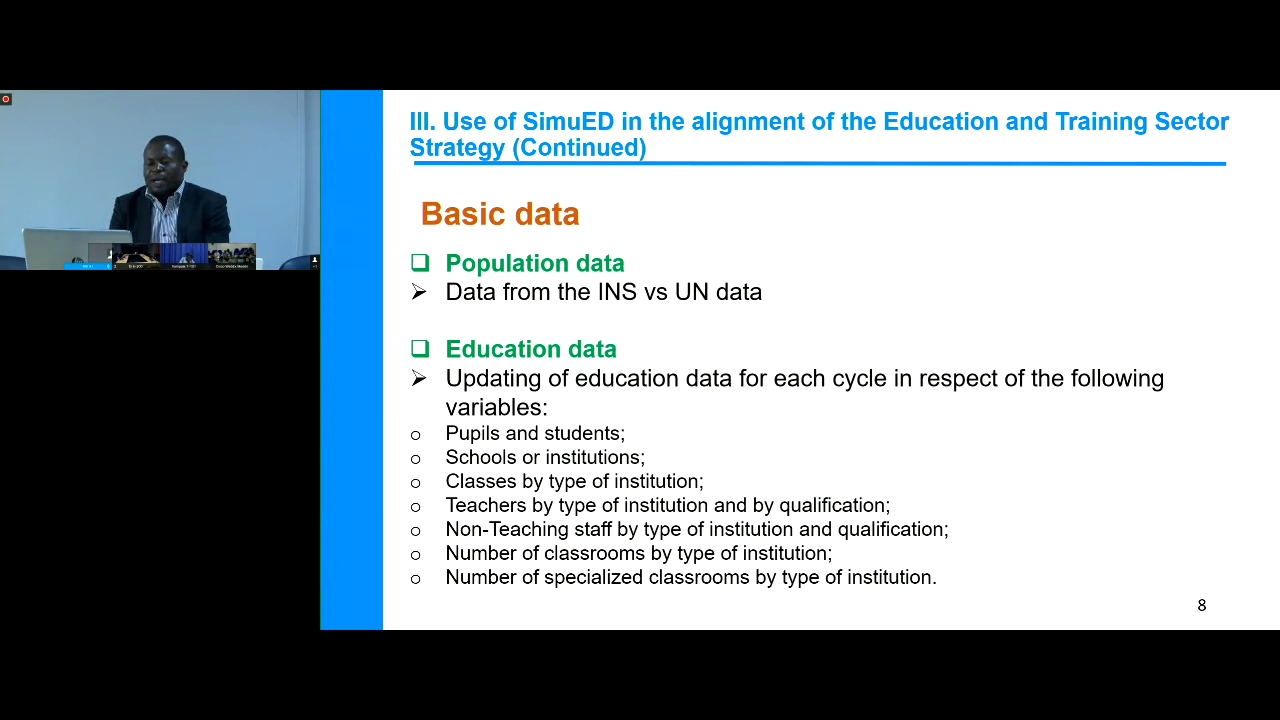 III. Use of SimuED in the alignment of the Education and Training Sector
Strategy (Continued)
Basic data
Population data
Data from the INS vs UN data
Education data
Updating of education data for each cycle in respect of the following
variables:
Pupils and students;
Schools or institutions;
Classes by type of institution;
Teachers by type of institution and by qualification;
Non-Teaching staff by type of institution and qualification;
Number of classrooms by type of institution;
Number of specialized classrooms by type of institution.
8